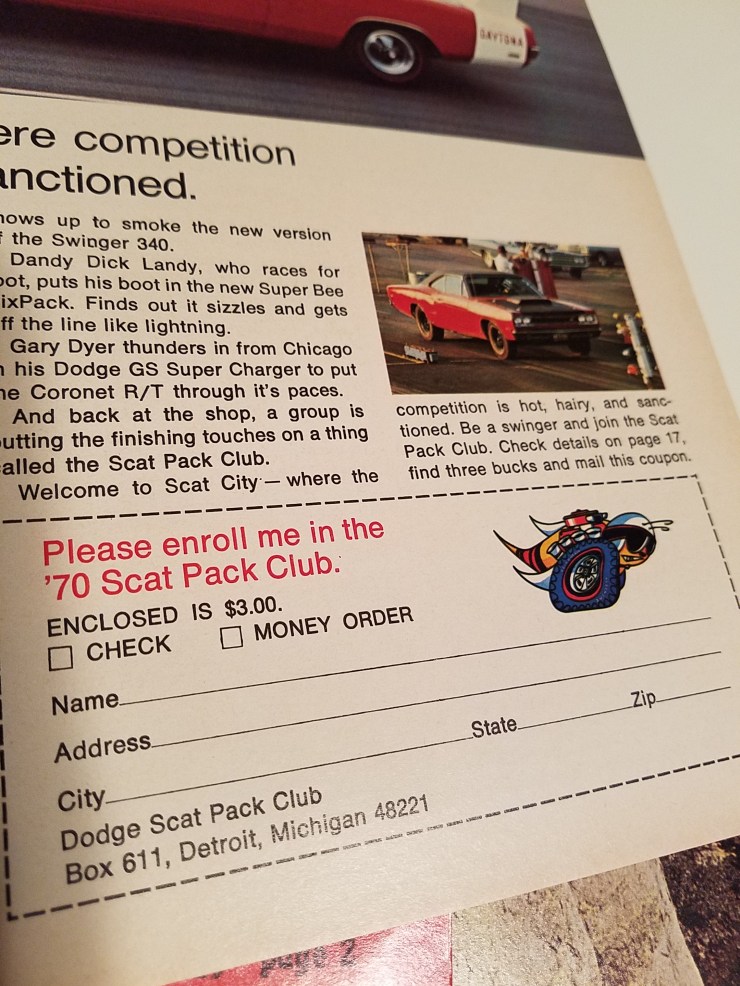 DAYTONA
ere competition
anctioned.
hows up to smoke the new version
f the Swinger 340.
Dandy Dick Landy, who races for
oot, puts his boot in the new Super Bee
ixPack. Finds out it sizzles and gets
ff the line like lightning.
Gary Dyer thunders in from Chicago
n his Dodge GS Super Charger to put
he Coronet R/T through it's paces.
And back at the shop, a group is
utting the finishing touches on a thing
alled the Scat Pack Club.
Welcome to Scat City — where the
competition is hot, hairy, and sanc-
tioned. Be a swinger and join the Scat
Pack Club. Check details on page 17,
find three bucks and mail this coupon.
Please enroll me in the
'70 Scat Pack Club.
ENCLOSED IS $3.00.
CHECK MONEY ORDER
Name
Address
City State Zip
Dodge Scat Pack Club
Box 611, Detroit, Michigan 48221
page 2